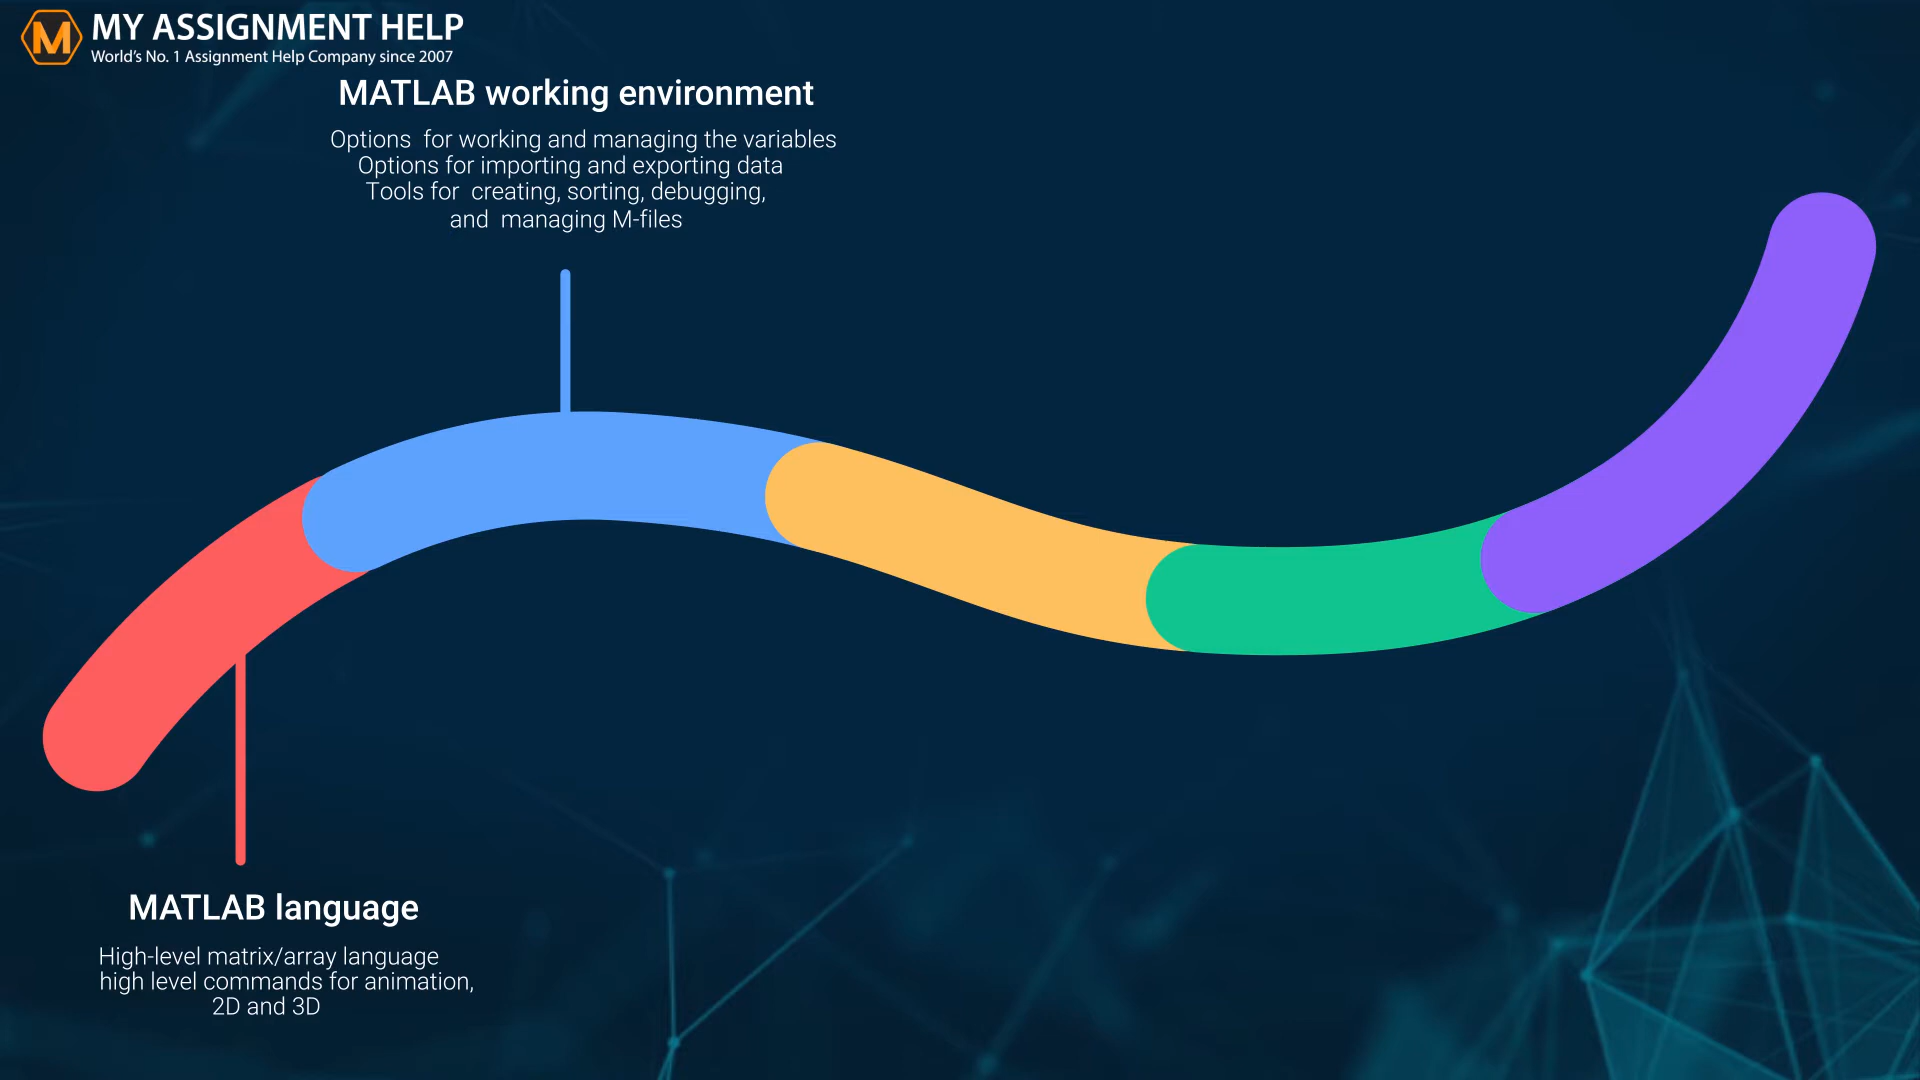 MY ASSIGNMENT HELP
World's No. 1 Assignment Help Company since 2007
MATLAB working environment
Options for working and managing the variables
Options for importing and exporting data
Tools for creating, sorting, debugging,
and managing M-files
MATLAB language
High-level matrix/array language
high level commands for animation,
2D and 3D